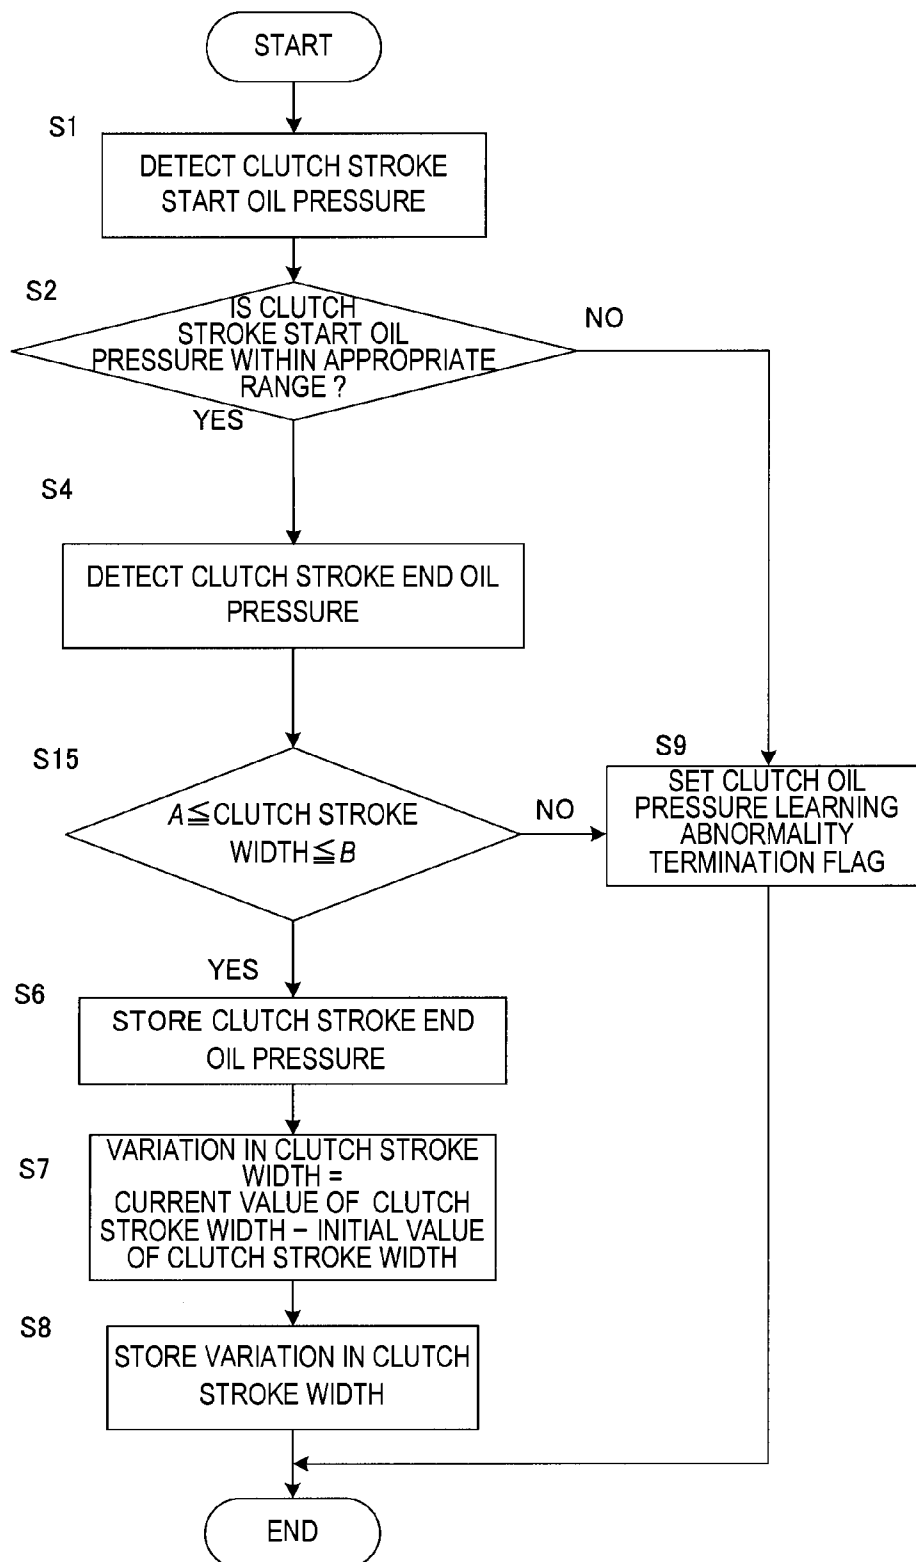 START
S1
DETECT CLUTCH STROKE
START OIL PRESSURE
S2
IS CLUTCH
STROKE START OIL
PRESSURE WITHIN APPROPRIATE
RANGE ?
NO
YES
S4
DETECT CLUTCH STROKE END OIL
PRESSURE
S15
A≦CLUTCH STROKE
WIDTH≦B
NO
S9
SET CLUTCH OIL
PRESSURE LEARNING
ABNORMALITY
TERMINATION FLAG
YES
S6
STORE CLUTCH STROKE END
OIL PRESSURE
S7
VARIATION IN CLUTCH STROKE
WIDTH =
CURRENT VALUE OF CLUTCH
STROKE WIDTH – INITIAL VALUE
OF CLUTCH STROKE WIDTH
S8
STORE VARIATION IN CLUTCH
STROKE WIDTH
END